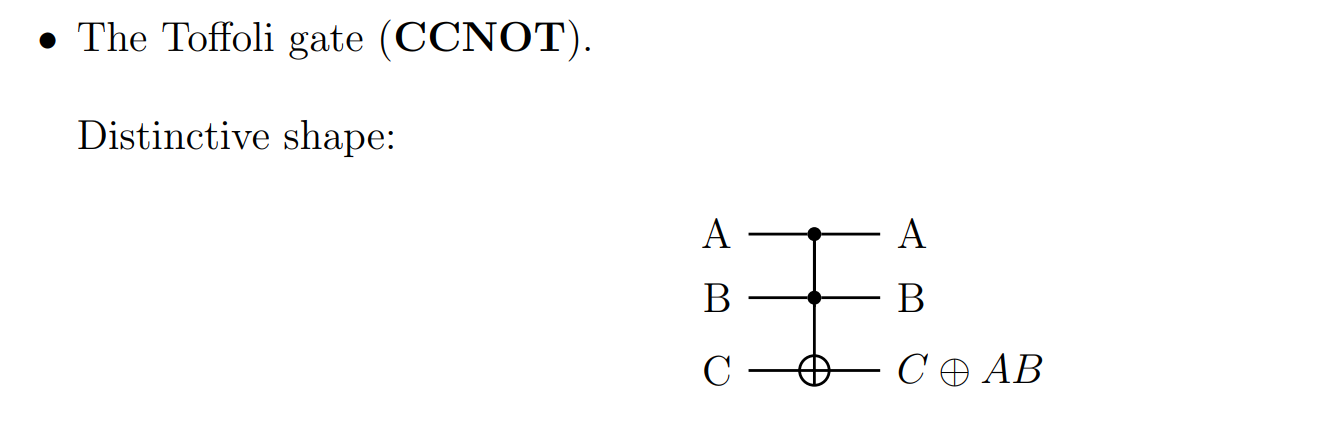 • The Toffoli gate (CCNOT).
Distinctive shape:
A A
B B
C C ⊕ AB